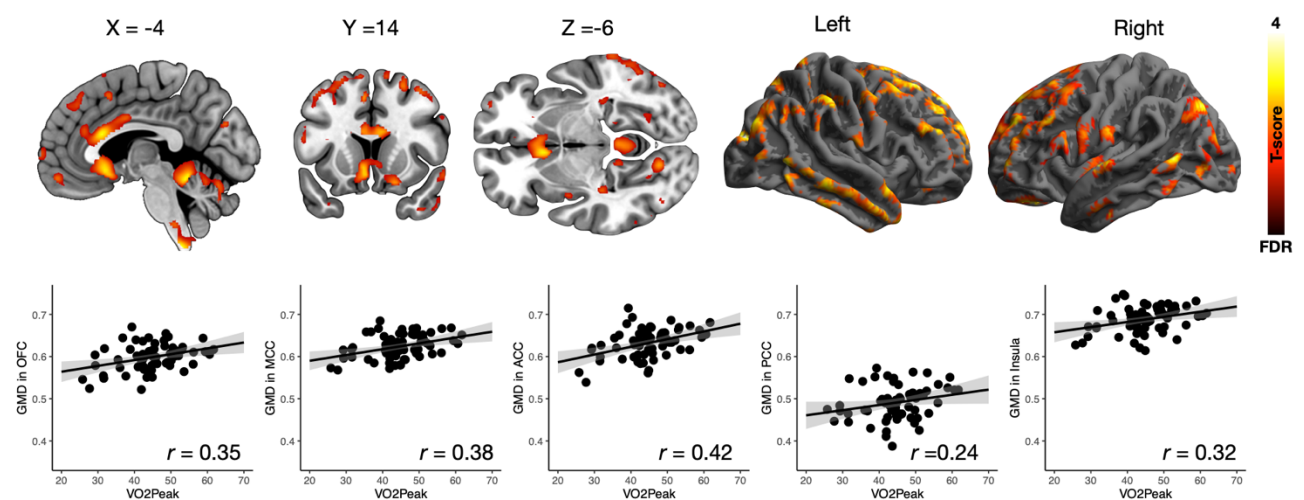 X = -4
Y =14
Z =-6
Left
Right
4
T-score
FDR
GMD in OFC
0.7
0.6
0.5
0.4
r = 0.35
20 30 40 50 60 70
VO2Peak
GMD in MCC
0.7
0.6
0.5
0.4
r = 0.38
20 30 40 50 60 70
VO2Peak
GMD in ACC
0.7
0.6
0.5
0.4
r = 0.42
20 30 40 50 60 70
VO2Peak
GMD in PCC
0.7
0.6
0.5
0.4
r =0.24
20 30 40 50 60 70
VO2Peak
GMD in Insula
0.7
0.6
0.5
0.4
r = 0.32
20 30 40 50 60 70
VO2Peak